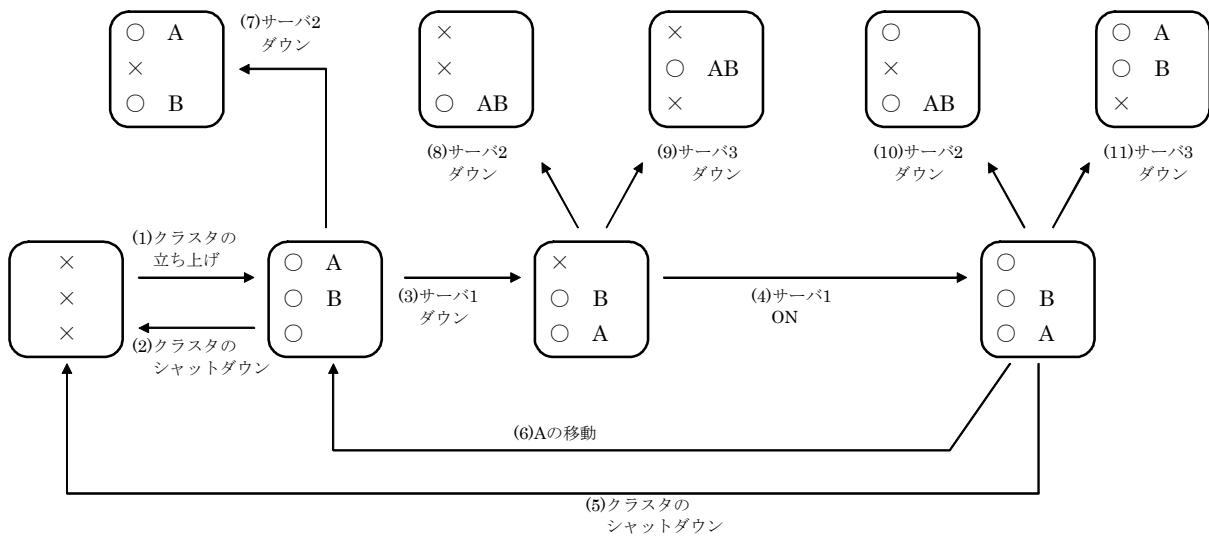 ○ A
×
○ B
(7)サーバ2
ダウン
×
×
○ AB
×
○ AB
×
○
×
○ AB
○ A
○ B
×
(8)サーバ2
ダウン
(9)サーバ3
ダウン
(10)サーバ2
ダウン
(11)サーバ3
ダウン
×
×
×
(1)クラスタの
立ち上げ
(2)クラスタの
シャットダウン
○ A
○ B
○
(3)サーバ1
ダウン
×
○ B
○ A
(4)サーバ1
ON
○
○ B
○ A
(6)Aの移動
(5)クラスタの
シャットダウン